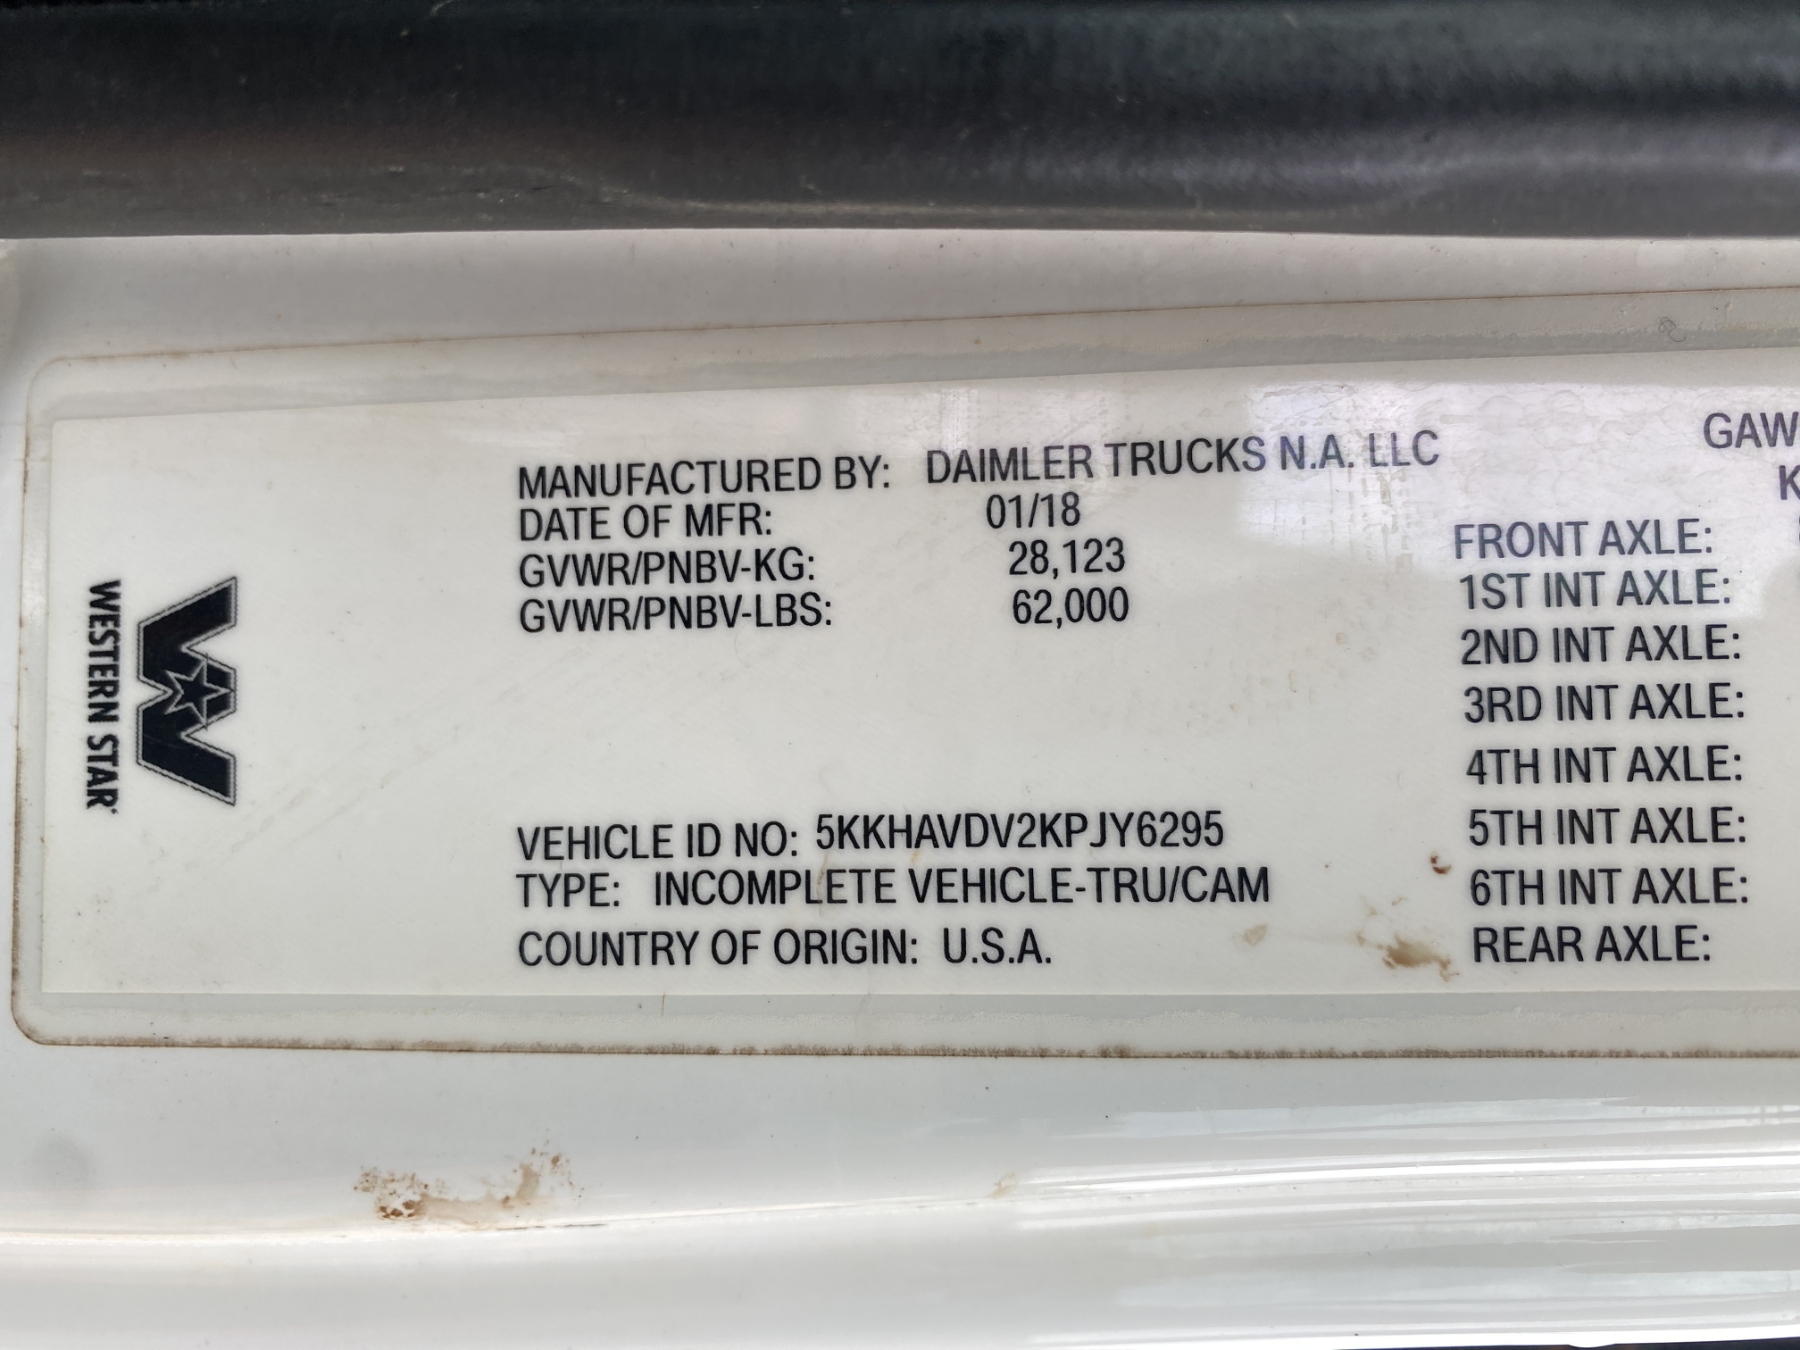 WESTERN STAR
MANUFACTURED BY: DAIMLER TRUCKS N.A. LLC
DATE OF MFR: 01/18
GVWR/PNBV-KG: 28,123
GVWR/PNBV-LBS: 62,000
VEHICLE ID NO: 5KKHAVDV2KPJY6295
TYPE: INCOMPLETE VEHICLE-TRU/CAM
COUNTRY OF ORIGIN: U.S.A.
GAW
K
FRONT AXLE:
1ST INT AXLE:
2ND INT AXLE:
3RD INT AXLE:
4TH INT AXLE:
5TH INT AXLE:
6TH INT AXLE:
REAR AXLE: